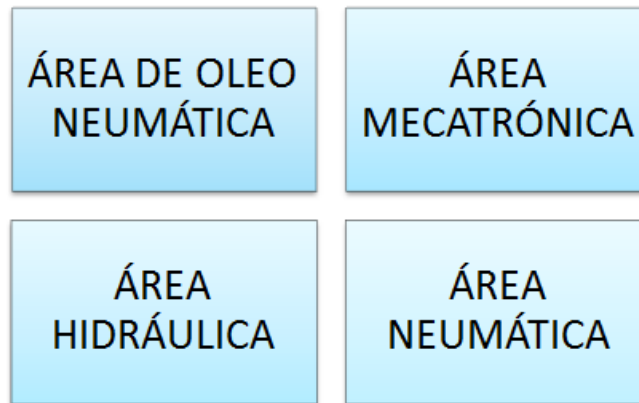 ÁREA DE OLEO
NEUMÁTICA
ÁREA
MECATRÓNICA
ÁREA
HIDRÁULICA
ÁREA
NEUMÁTICA